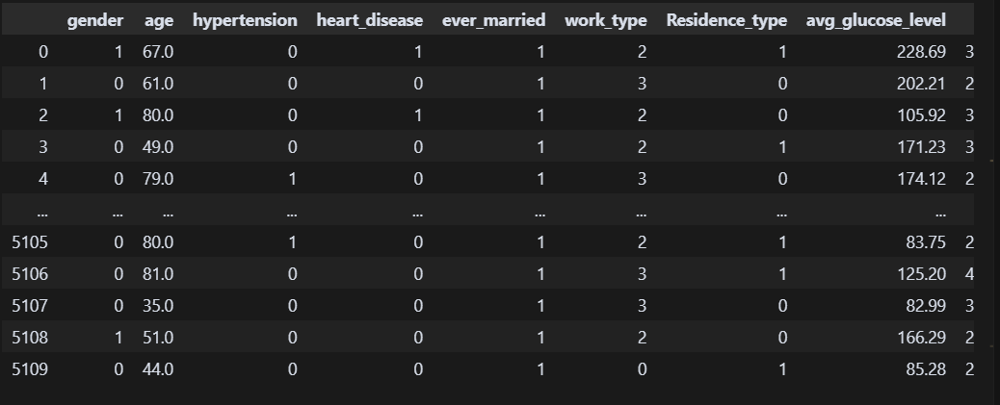 gender age hypertension heart_disease ever_married work_type Residence_type avg_glucose_level
0 1 67.0 0 1 1 2 1 228.69 3
1 0 61.0 0 0 1 3 0 202.21 2
2 1 80.0 0 1 1 2 0 105.92 3
3 0 49.0 0 0 1 2 1 171.23 3
4 0 79.0 1 0 1 3 0 174.12 2
... ... ... ... ... ... ... ... ...
5105 0 80.0 1 0 1 2 1 83.75 2
5106 0 81.0 0 0 1 3 1 125.20 4
5107 0 35.0 0 0 1 3 0 82.99 3
5108 1 51.0 0 0 1 2 0 166.29 2
5109 0 44.0 0 0 1 0 1 85.28 2